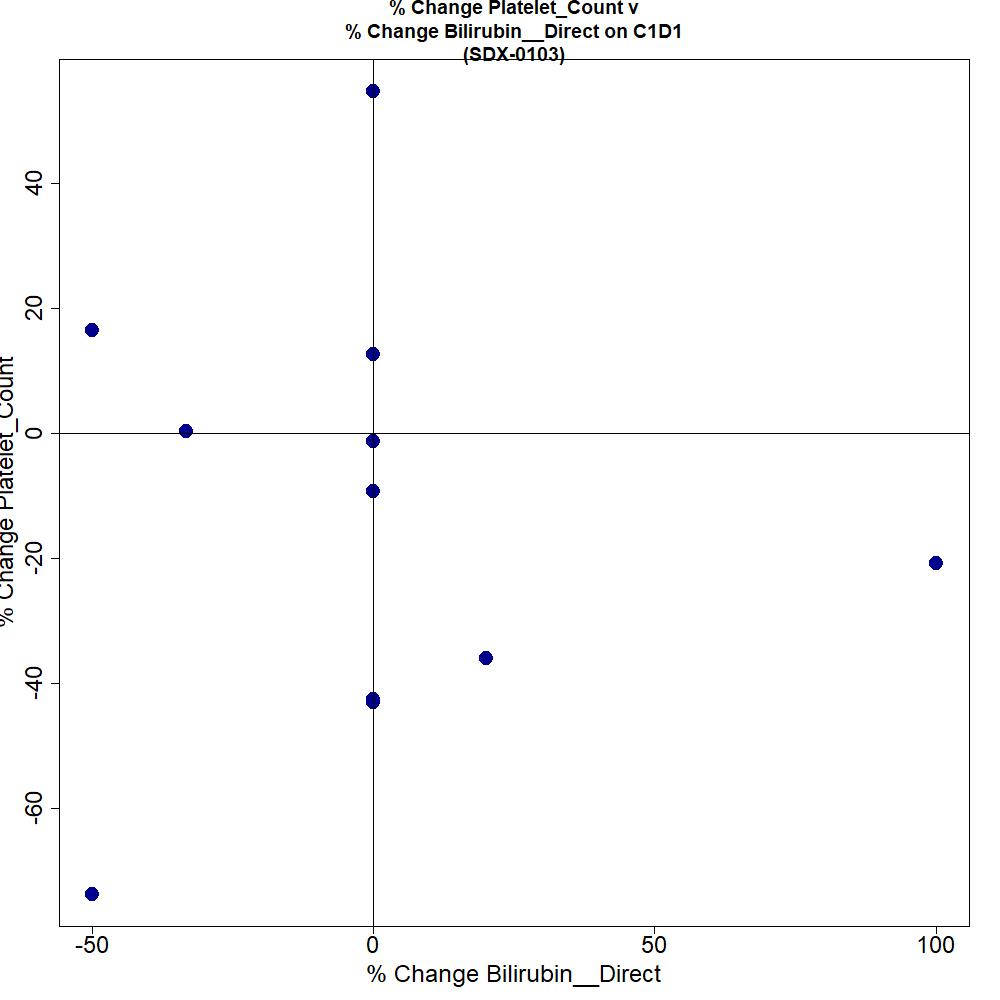 % Change Platelet_Count v
% Change Bilirubin__Direct on C1D1
(SDX-0103)
% Change Platelet_Count
40
20
0
-20
-40
-60
-50
0
50
100
% Change Bilirubin__Direct